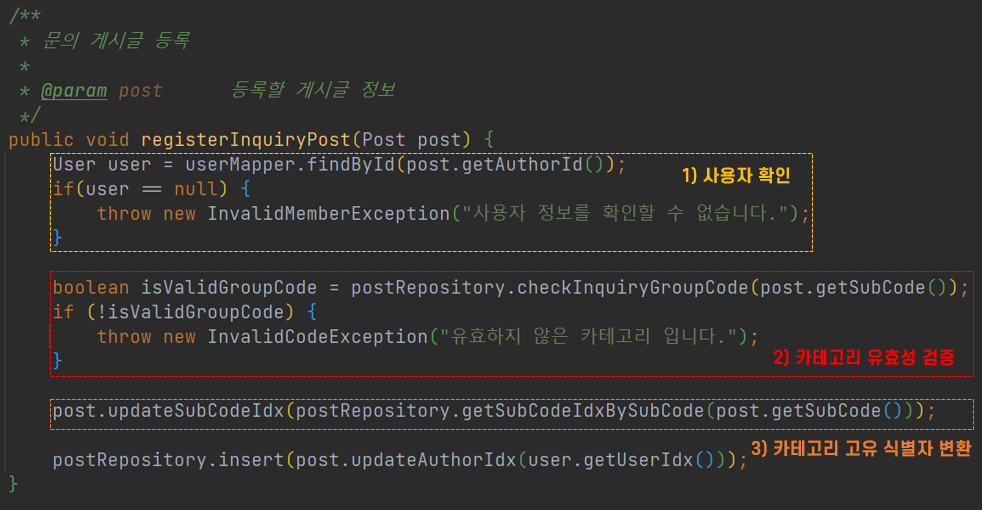 /**
 * 문의 게시글 등록
 *
 * @param post 등록할 게시글 정보
 */
public void registerInquiryPost(Post post) {
User user = userMapper.findById(post.getAuthorId());
1) 사용자 확인
if(user == null) {
throw new InvalidMemberException("사용자 정보를 확인할 수 없습니다.");
}
boolean isValidGroupCode = postRepository.checkInquiryGroupCode(post.getSubCode());
if (!isValidGroupCode) {
throw new InvalidCodeException("유효하지 않은 카테고리 입니다.");
}
2) 카테고리 유효성 검증
post.updateSubCodeIdx(postRepository.getSubCodeIdxBySubCode(post.getSubCode()));
3) 카테고리 고유 식별자 변환
postRepository.insert(post.updateAuthorIdx(user.getUserIdx()));
}